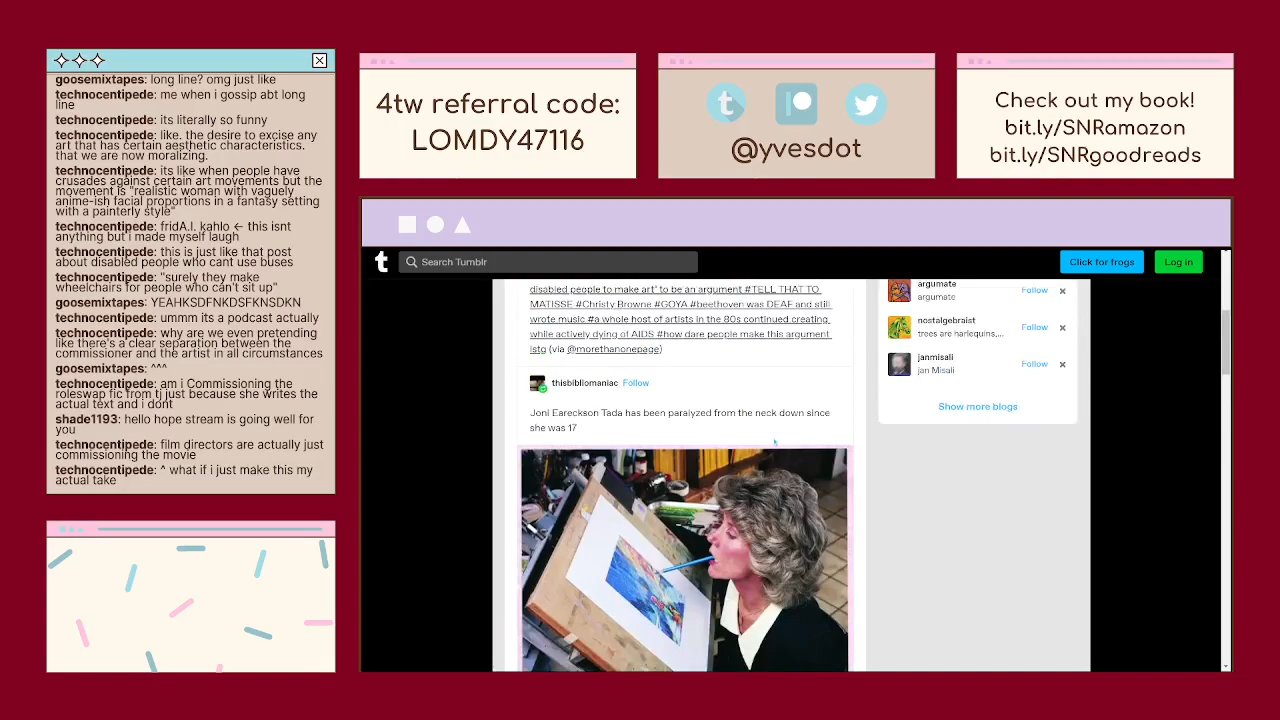 goosemixtapes: long line? omg just like
technocentipede: me when i gossip abt long
line
technocentipede: its literally so funny
technocentipede: like. the desire to excise any
art that has certain aesthetic characteristics.
that we are now moralizing.
technocentipede: its like when people have
crusades against certain art movements but the
movement is "realistic woman with vaguely
anime-ish facial proportions in a fantasy setting
with a painterly style"
technocentipede: fridA.I. kahlo <- this isnt
anything but i made myself laugh
technocentipede: this is just like that post
about disabled people who cant use buses
technocentipede: "surely they make
wheelchairs for people who can't sit up"
goosemixtapes: YEAHKSDFNKDSFKNSDKN
technocentipede: ummm its a podcast actually
technocentipede: why are we even pretending
like there's a clear separation between the
commissioner and the artist in all circumstances
goosemixtapes: ^^^
technocentipede: am i Commissioning the
roleswap fic from tj just because she writes the
actual text and i dont
shade1193: hello hope stream is going well for
you
technocentipede: film directors are actually just
commissioning the movie
technocentipede: ^ what if i just make this my
actual take
4tw referral code:
LOMDY47116
@yvesdot
Check out my book!
bit.ly/SNRamazon
bit.ly/SNRgoodreads
t
Search Tumblr
Click for frogs
Log in
disabled people to make art' to be an argument #TELL THAT TO
MATISSE #Christy Browne #GOYA #beethoven was DEAF and still
wrote music #a whole host of artists in the 80s continued creating
while actively dying of AIDS #how dare people make this argument
istg (via @morethanonepage)
thisbibliomaniac Follow
Joni Eareckson Tada has been paralyzed from the neck down since
she was 17
argumate
argumate
Follow
nostalgebraist
trees are harlequins,...
Follow
janmisali
jan Misali
Follow
Show more blogs